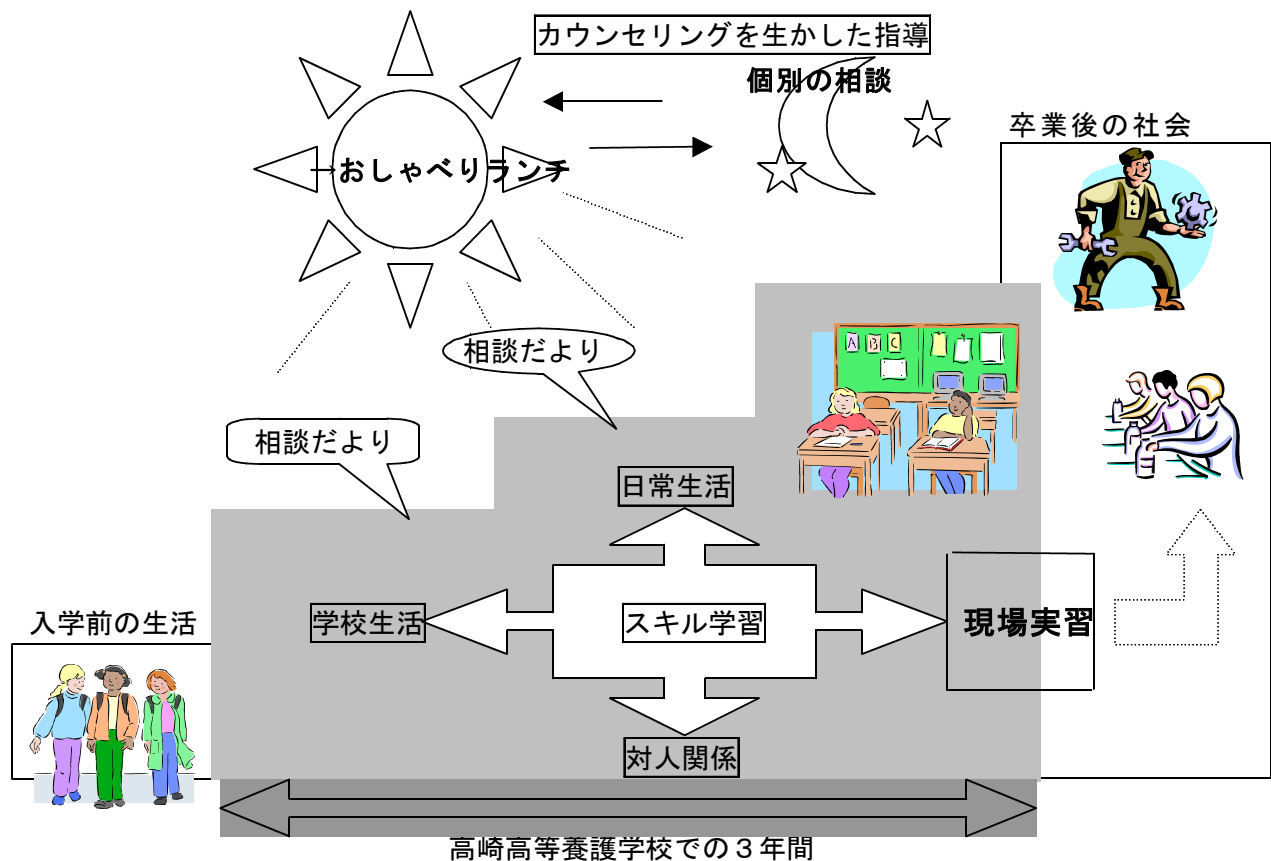 カウンセリングを生かした指導
個別の相談
卒業後の社会
→おしゃべりランチ
A B C
相談だより
相談だより
日常生活
入学前の生活
学校生活
スキル学習
現場実習
対人関係
高崎高等養護学校での３年間